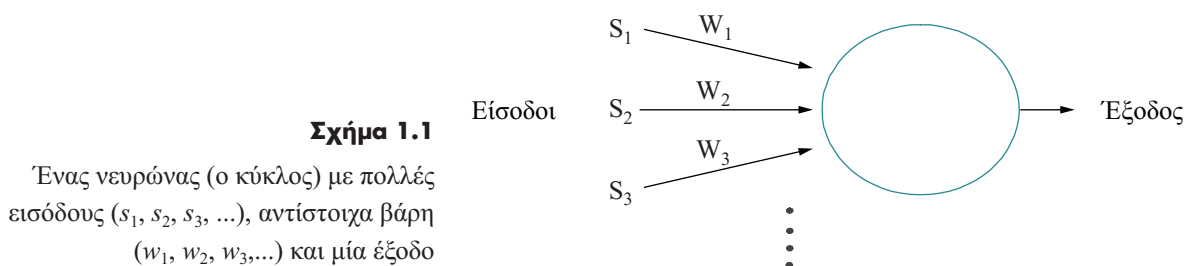 Σχήμα 1.1
Ένας νευρώνας (ο κύκλος) με πολλές
εισόδους (s₁, s₂, s₃, ...), αντίστοιχα βάρη
(w₁, w₂, w₃,...) και μία έξοδο
Είσοδοι
S₁
W₁
S₂
W₂
S₃
W₃
Έξοδος